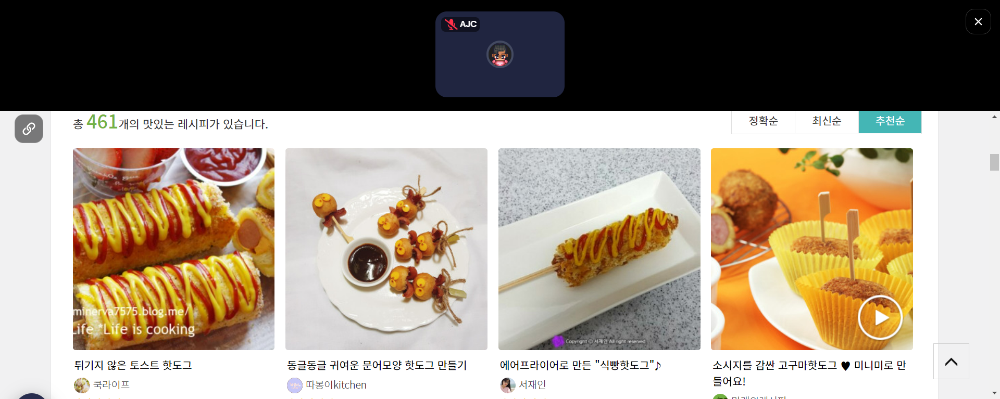 AJC
총 461개의 맛있는 레시피가 있습니다.
정확순
최신순
추천순
minerva7575.blog.me/
Life *Life is cooking
Copyright ⓒ 서재인 All right reserved.
튀기지 않은 토스트 핫도그
쿡라이프
동글동글 귀여운 문어모양 핫도그 만들기
따봉이kitchen
에어프라이어로 만든 "식빵핫도그"♪
서재인
소시지를 감싼 고구마핫도그 ♥ 미니미로 만
들어요!